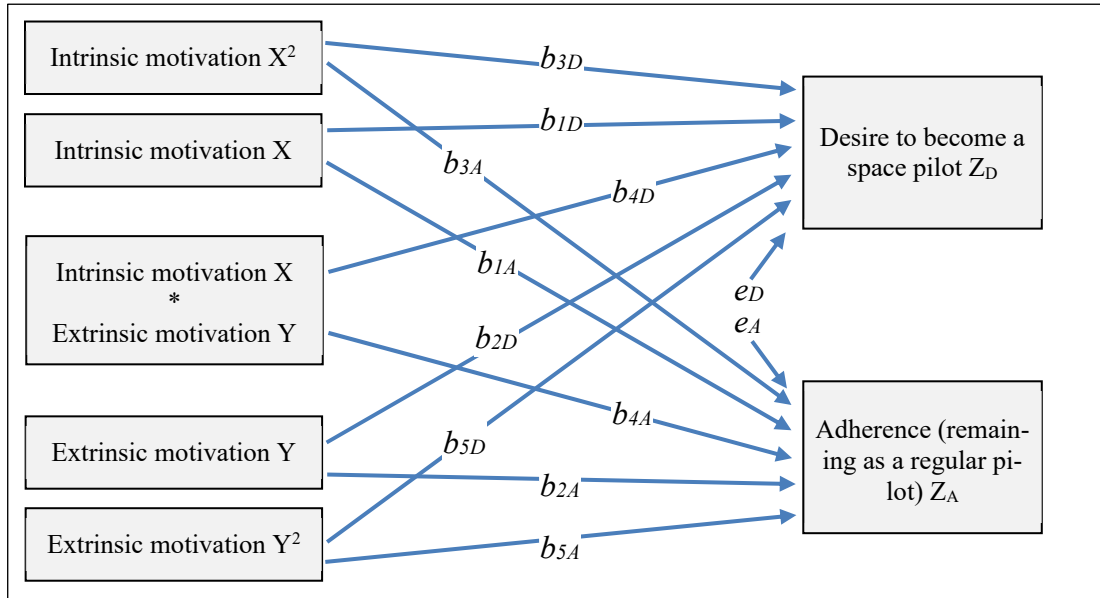 Intrinsic motivation X²
Intrinsic motivation X
Intrinsic motivation X
*
Extrinsic motivation Y
Extrinsic motivation Y
Extrinsic motivation Y²
b3D
b1D
b3A
b4D
b1A
b2D
b4A
b5D
b2A
b5A
eD
eA
Desire to become a
space pilot ZD
Adherence (remain-
ing as a regular pi-
lot) ZA